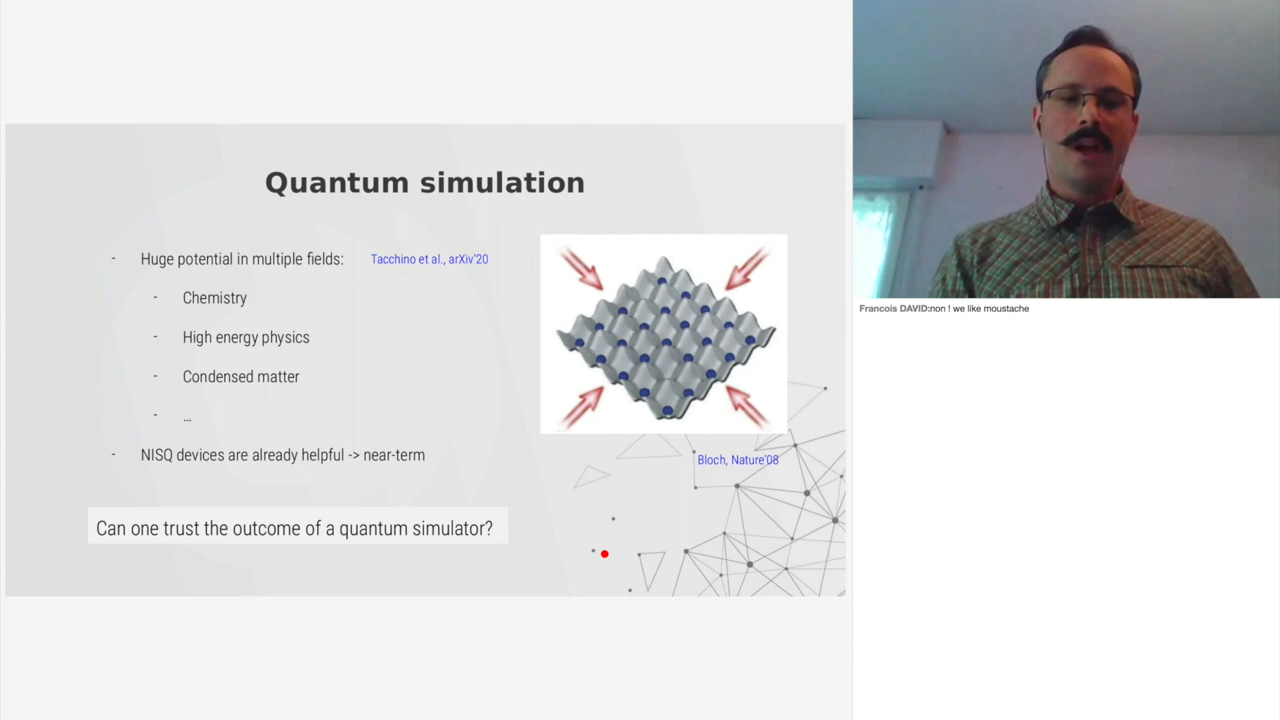 Quantum simulation
- Huge potential in multiple fields: Tacchino et al., arXiv'20
- Chemistry
- High energy physics
- Condensed matter
- ...
- NISQ devices are already helpful -> near-term
Bloch, Nature'08
Can one trust the outcome of a quantum simulator?
Francois DAVID:non ! we like moustache